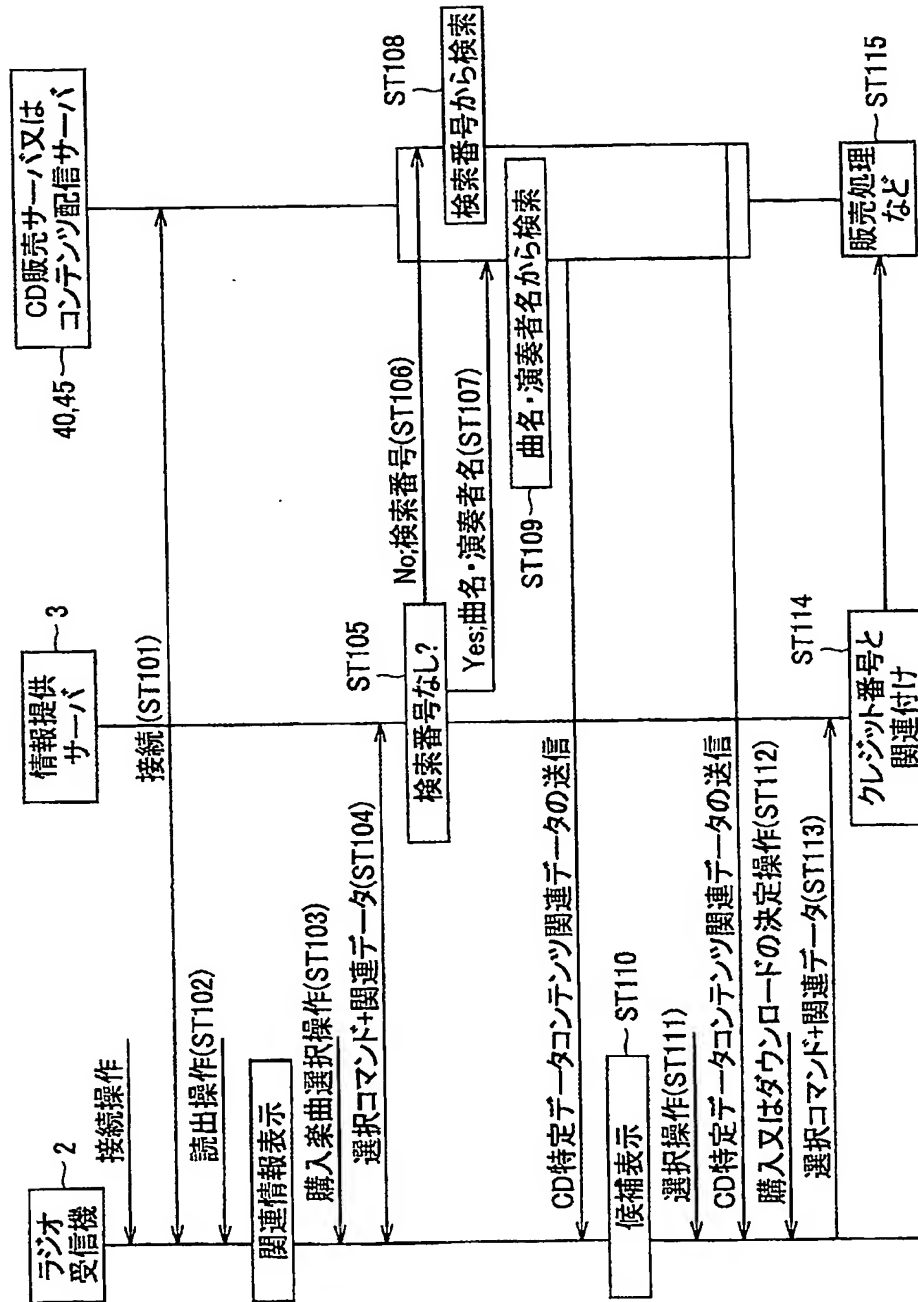 ラジオ
受信機
2
情報提供
サーバ
3
CD販売サーバ又は
コンテンツ配信サーバ
40,45
接続操作
接続(ST101)
読出操作(ST102)
関連情報表示
購入楽曲選択操作(ST103)
選択コマンド+関連データ(ST104)
ST105
検索番号なし?
No;検索番号(ST106)
Yes;曲名・演奏者名(ST107)
ST108
検索番号から検索
ST109
曲名・演奏者名から検索
CD特定データコンテンツ関連データの送信
候補表示
ST110
選択操作(ST111)
CD特定データコンテンツ関連データの送信
購入又はダウンロードの決定操作(ST112)
選択コマンド+関連データ(ST113)
ST114
クレジット番号と
関連付け
ST115
販売処理
など